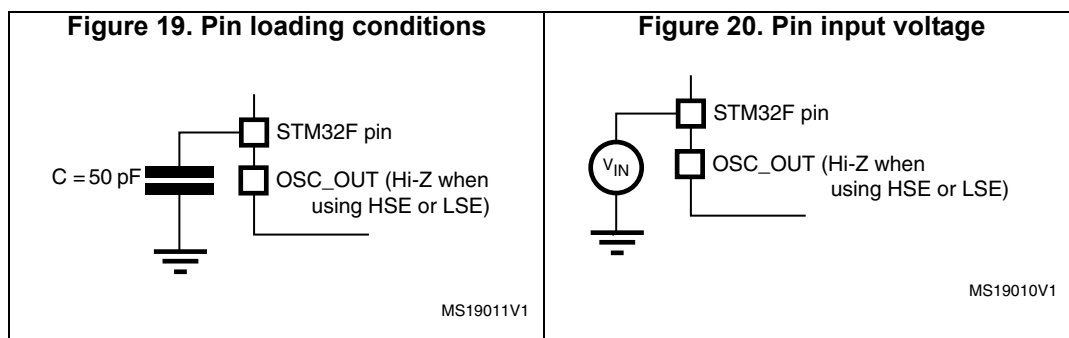 Figure 19. Pin loading conditions
STM32F pin
C = 50 pF
OSC_OUT (Hi-Z when
using HSE or LSE)
MS19011V1
Figure 20. Pin input voltage
STM32F pin
VIN
OSC_OUT (Hi-Z when
using HSE or LSE)
MS19010V1